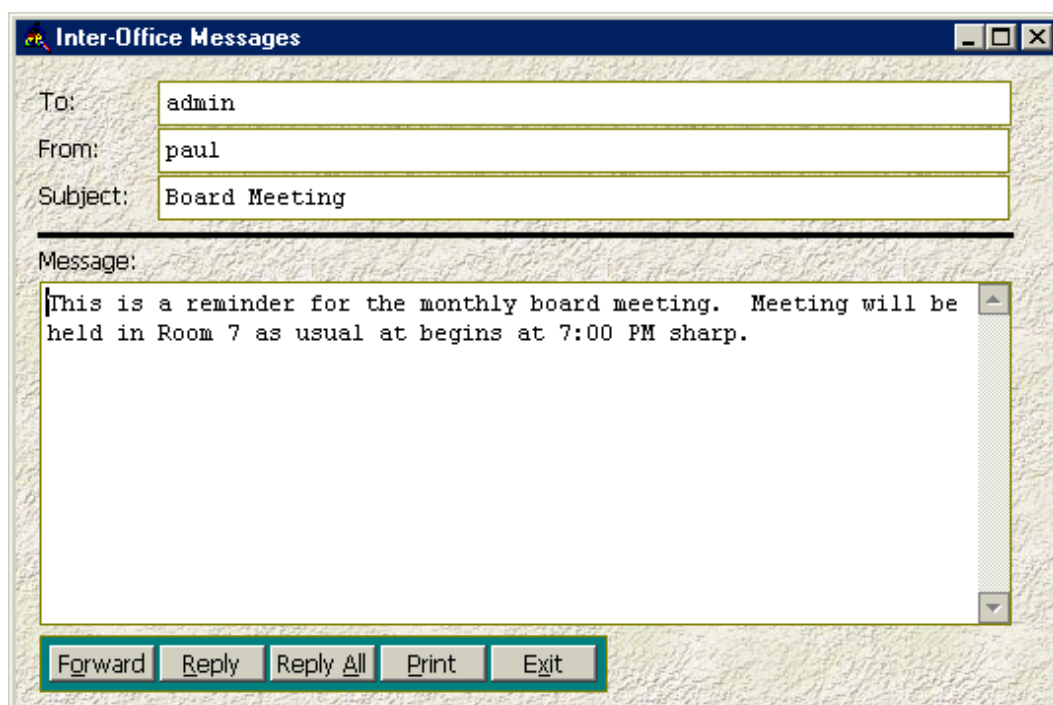 Inter-Office Messages
To: admin
From: paul
Subject: Board Meeting
Message:
This is a reminder for the monthly board meeting.  Meeting will be
held in Room 7 as usual at begins at 7:00 PM sharp.
Forward Reply Reply All Print Exit